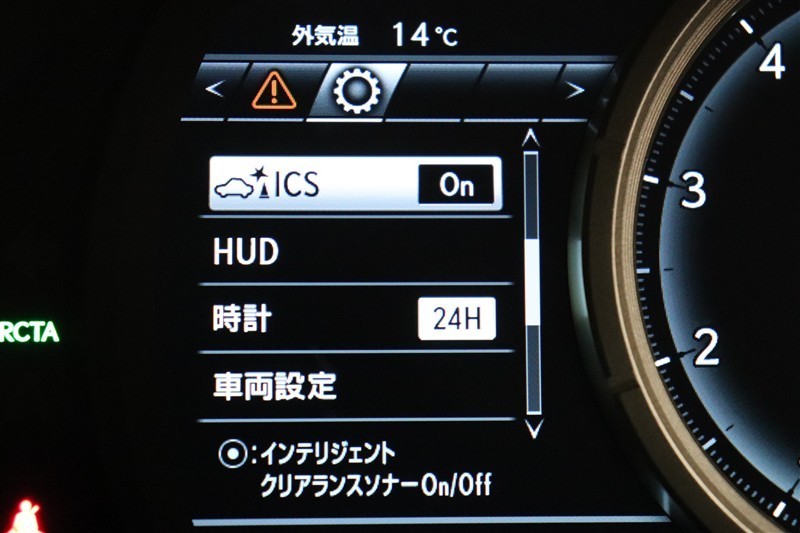 外気温 14℃
< >
ICS On
HUD
時計 24H
車両設定
⦿:インテリジェント
クリアランスソナーOn/Off
RCTA
4
3
2